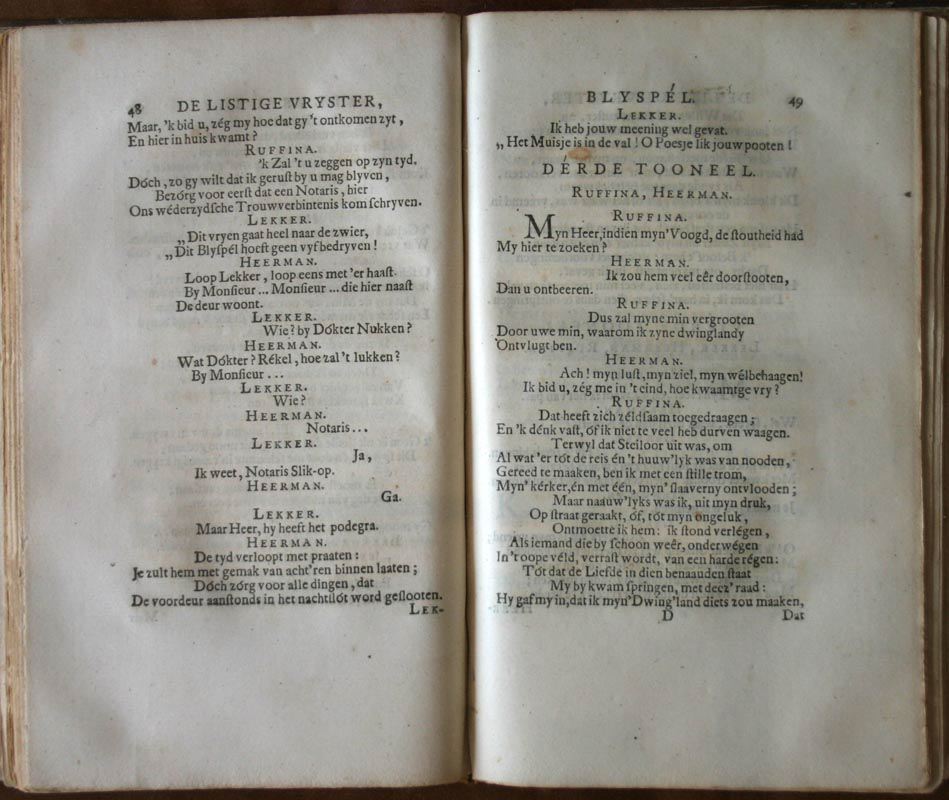 48 DE LISTIGE VRYSTER,
Maar, 'k bid u, zég my hoe dat gy 't ontkomen zyt,
En hier in huis kwamt?
RUFFINA.
'k Zal 't u zeggen op zyn tyd.
Dóch, zo gy wilt dat ik gerust by u mag blyven,
Bezórg voor eerst dat een Notaris, hier
Ons wéderzydsche Trouwverbintenis kom schryven.
LEKKER.
„Dit vryen gaat heel naar de zwier,
„Dit Blyspél hoeft geen vyf bedryven!
HEERMAN.
Loop Lekker, loop eens met 'er haast.
By Monsieur... Monsieur... die hier naast
De deur woont.
LEKKER.
Wie? by Dókter Nukken?
HEERMAN.
Wat Dókter? Rékel, hoe zal 't lukken?
By Monsieur...
LEKKER.
Wie?
HEERMAN.
Notaris...
LEKKER.
Ja,
Ik weet, Notaris Slik-op.
HEERMAN.
Ga.
LEKKER.
Maar Heer, hy heeft het podegra.
HEERMAN.
De tyd verloopt met praaten:
Je zult hem met gemak van acht'ren binnen laaten;
Dóch zórg voor alle dingen, dat
De voordeur aanstonds in het nachtslót word geslooten.
LEK-
BLYSPÉL. 49
LEKKER.
Ik heb jouw meening wel gevat.
„Het Muisje is in de val! O Poesje lik jouw pooten!
DÉRDE TOONEEL.
RUFFINA, HEERMAN.
RUFFINA.
Myn Heer, indien myn' Voogd, de stoutheid had
My hier te zoeken?
HEERMAN.
Ik zou hem veel eêr doorstooten,
Dan u ontbeeren.
RUFFINA.
Dus zal myne min vergrooten
Door uwe min, waarom ik zyne dwinglandy
Ontvlugt ben.
HEERMAN.
Ach! myn lust, myn ziel, myn wélbehaagen!
Ik bid u, zég me in 't eind, hoe kwaamtge vry?
RUFFINA.
Dat heeft zich zéldsaam toegedraagen;
En 'k dénk vast, óf ik niet te veel heb durven waagen.
Terwyl dat Steiloor uit was, om
Al wat 'er tót de reis én 't huuw'lyk was van nooden,
Gereed te maaken, ben ik met een stille trom,
Myn' kérker, én met één, myn' slaaverny ontvlooden;
Maar naauw'lyks was ik, uit myn druk,
Op straat geraakt, óf, tót myn ongeluk,
Ontmoette ik hem: ik stond verlégen,
Als iemand die by schoon weêr, onderwégen
In 't oope véld, verrast wordt, van een harde régen:
Tót dat de Liefde in dien benaauden staat
My by kwam springen, met deez' raad:
Hy gaf my in, dat ik myn' Dwing'land diets zou maaken,
D Dat